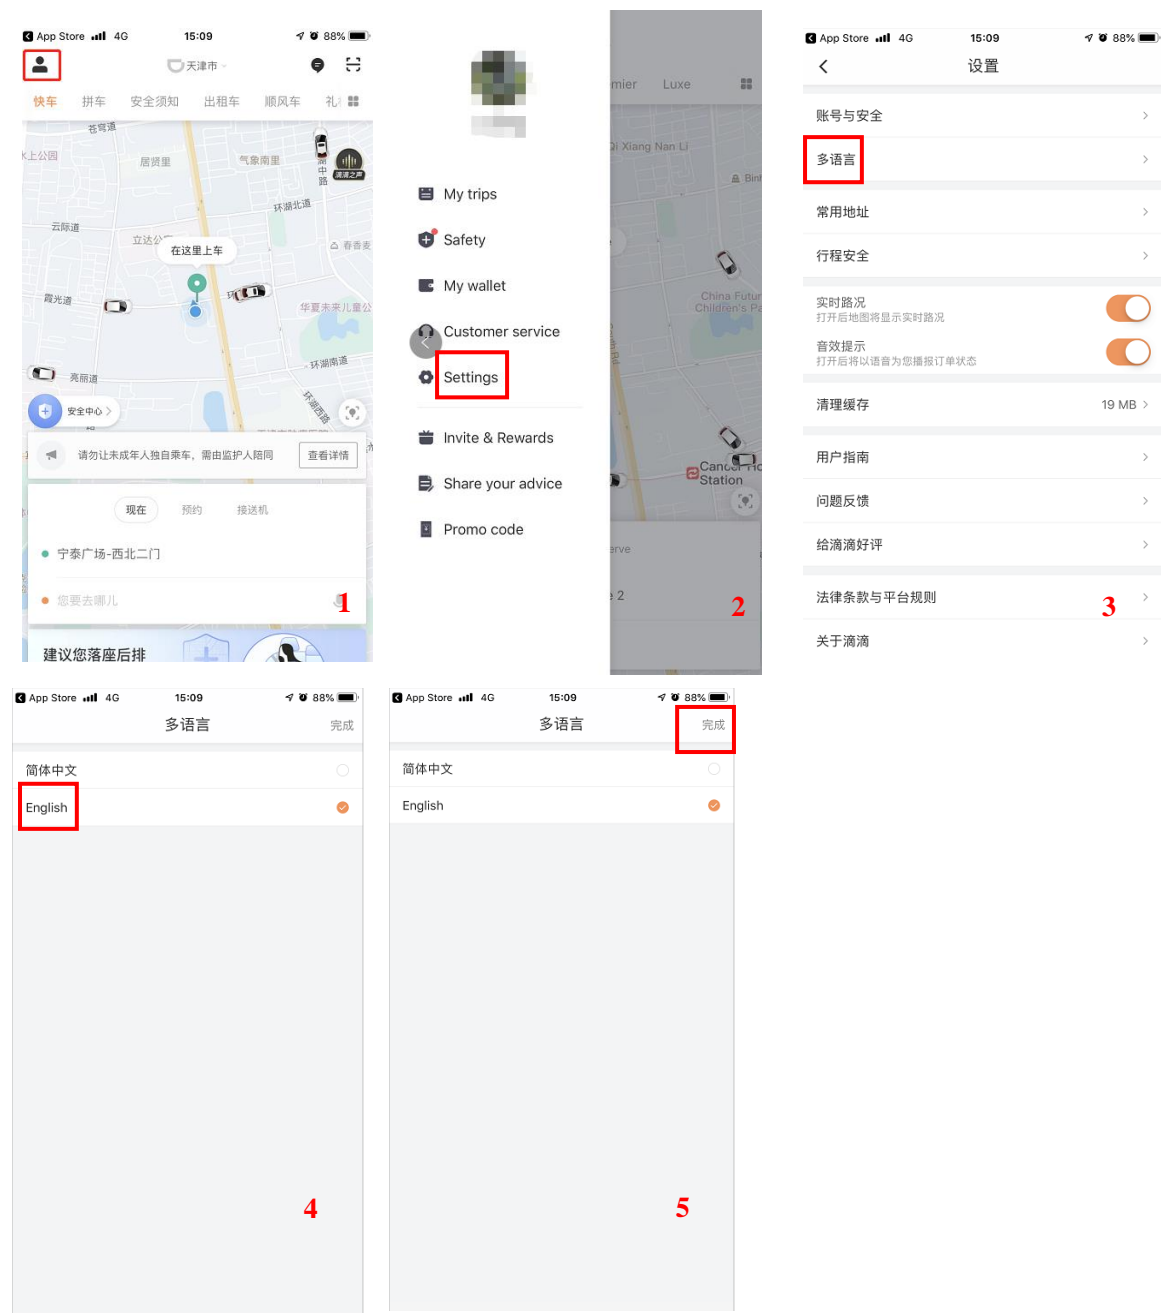 App Store 4G 15:09 88%
天津市
快车 拼车 安全须知 出租车 顺风车
苍穹道
水上公园
居贤里
气象南里
滴滴之声
环湖北道
云际道
在这里上车
春香麦
霞光道
华夏未来儿童公
环湖南道
亮丽道
环湖西路
安全中心
请勿让未成年人独自乘车，需由监护人陪同 查看详情
现在 预约 接送机
宁泰广场-西北二门
您要去哪儿
1
建议您落座后排
My trips
Safety
My wallet
Customer service
Settings
Invite & Rewards
Share your advice
Promo code
mier Luxe
Qi Xiang Nan Li
China Futur
Children's Pa
Station
2
App Store 4G 15:09 88%
设置
账号与安全
多语言
常用地址
行程安全
实时路况
打开后地图将显示实时路况
音效提示
打开后将以语音为您播报订单状态
清理缓存 19 MB
用户指南
问题反馈
给滴滴好评
法律条款与平台规则
3
关于滴滴
App Store 4G 15:09 88%
多语言 完成
简体中文
English
4
App Store 4G 15:09 88%
多语言 完成
简体中文
English
5